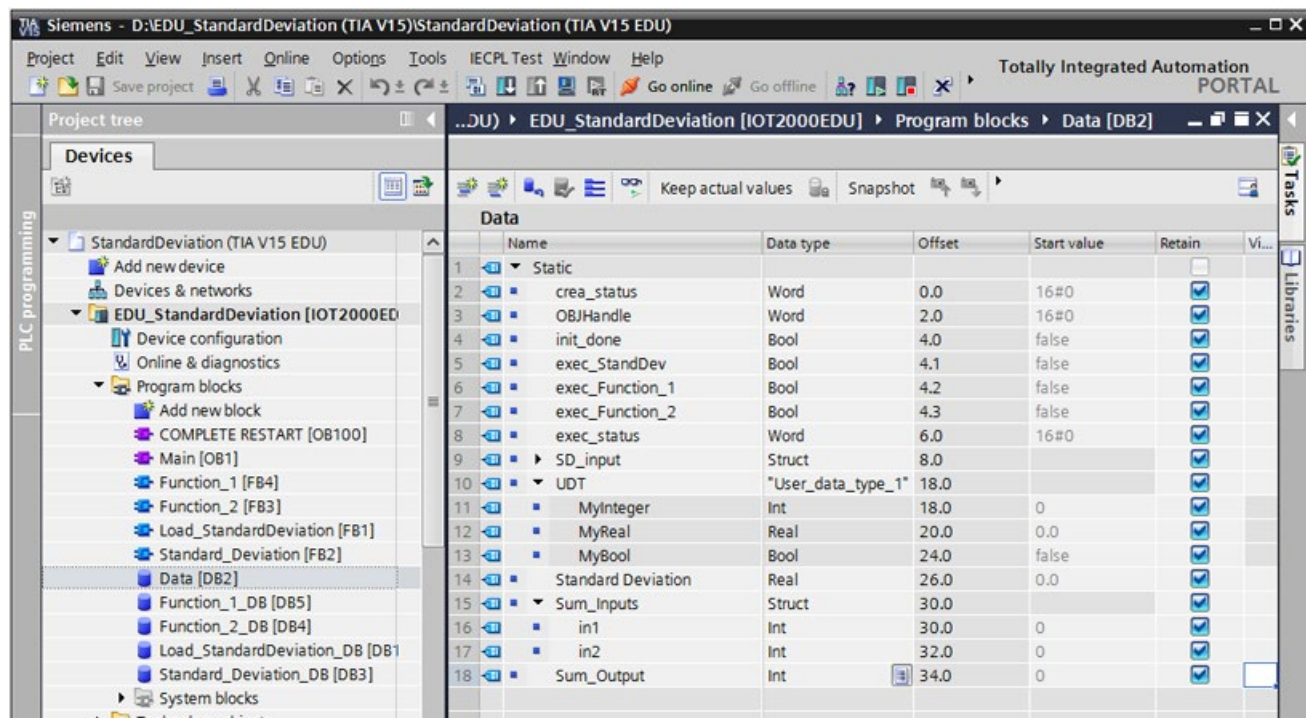 Siemens - D:\EDU_StandardDeviation (TIA V15)\StandardDeviation (TIA V15 EDU)
Project Edit View Insert Online Options Tools IECPL Test Window Help
Totally Integrated Automation
PORTAL
Save project Go online Go offline
Project tree
...DU) EDU_StandardDeviation [IOT2000EDU] Program blocks Data [DB2]
Devices
Keep actual values Snapshot
PLC programming
Tasks
Libraries
StandardDeviation (TIA V15 EDU)
Add new device
Devices & networks
EDU_StandardDeviation [IOT2000ED
Device configuration
Online & diagnostics
Program blocks
Add new block
COMPLETE RESTART [OB100]
Main [OB1]
Function_1 [FB4]
Function_2 [FB3]
Load_StandardDeviation [FB1]
Standard_Deviation [FB2]
Data [DB2]
Function_1_DB [DB5]
Function_2_DB [DB4]
Load_StandardDeviation_DB [DB1
Standard_Deviation_DB [DB3]
System blocks
Data
Name Data type Offset Start value Retain Vi...
1 Static
2 crea_status Word 0.0 16#0
3 OBJHandle Word 2.0 16#0
4 init_done Bool 4.0 false
5 exec_StandDev Bool 4.1 false
6 exec_Function_1 Bool 4.2 false
7 exec_Function_2 Bool 4.3 false
8 exec_status Word 6.0 16#0
9 SD_input Struct 8.0
10 UDT "User_data_type_1" 18.0
11 MyInteger Int 18.0 0
12 MyReal Real 20.0 0.0
13 MyBool Bool 24.0 false
14 Standard Deviation Real 26.0 0.0
15 Sum_Inputs Struct 30.0
16 in1 Int 30.0 0
17 in2 Int 32.0 0
18 Sum_Output Int 34.0 0